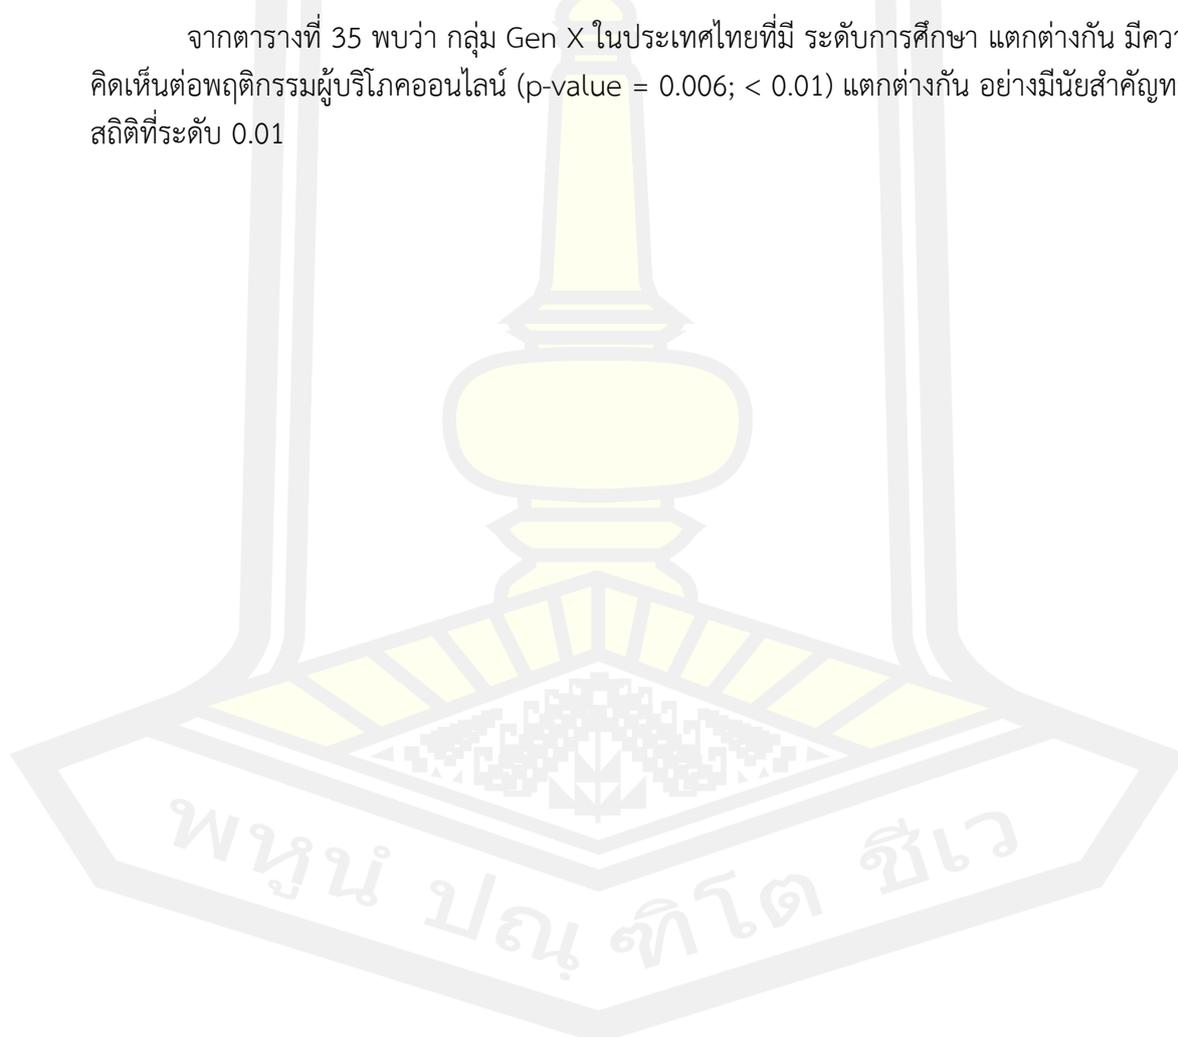 จากตารางที่ 35 พบว่า กลุ่ม Gen X ในประเทศไทยที่มี ระดับการศึกษา แตกต่างกัน มีควา
คิดเห็นต่อพฤติกรรมผู้บริโภคออนไลน์ (p-value = 0.006; < 0.01) แตกต่างกัน อย่างมีนัยสำคัญท
สถิติที่ระดับ 0.01
พหูนํ ปณฺฑิโต ชีเว